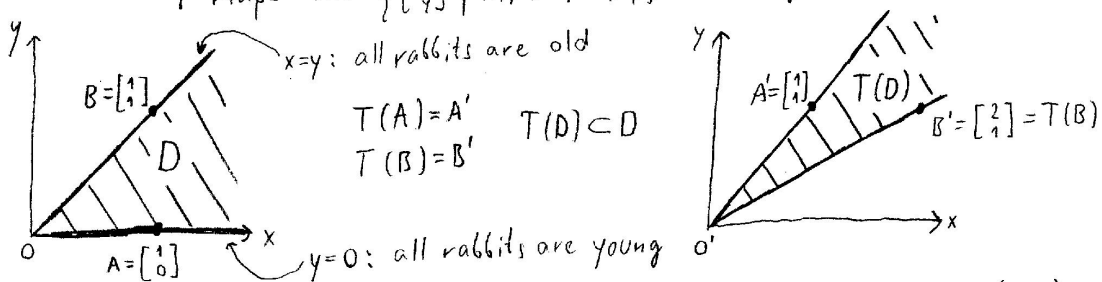 y
x=y: all rabbits are old
B=[1 1]
D
T(A)=A'
T(B)=B'
T(D)⊂D
O
x
A=[1 0]
y=0: all rabbits are young
y
A'=[1 1]
T(D)
B'=[2 1]=T(B)
O'
x